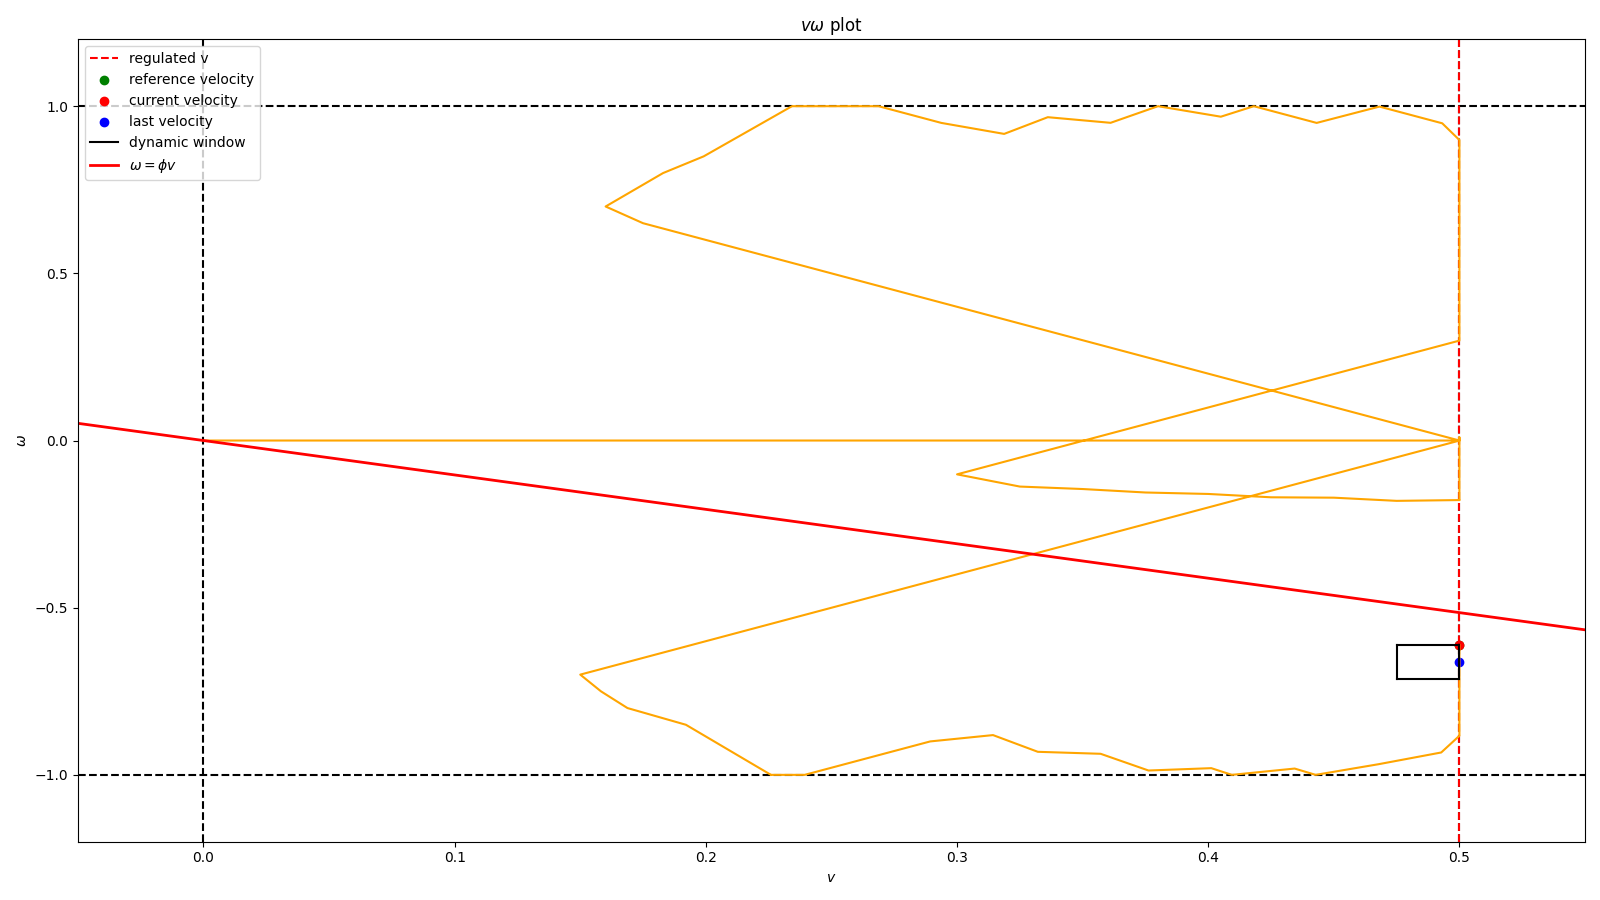 vω plot
regulated v
reference velocity
current velocity
last velocity
dynamic window
ω = ϕv
1.0
0.5
0.0
−0.5
−1.0
ω
0.0 0.1 0.2 0.3 0.4 0.5
v